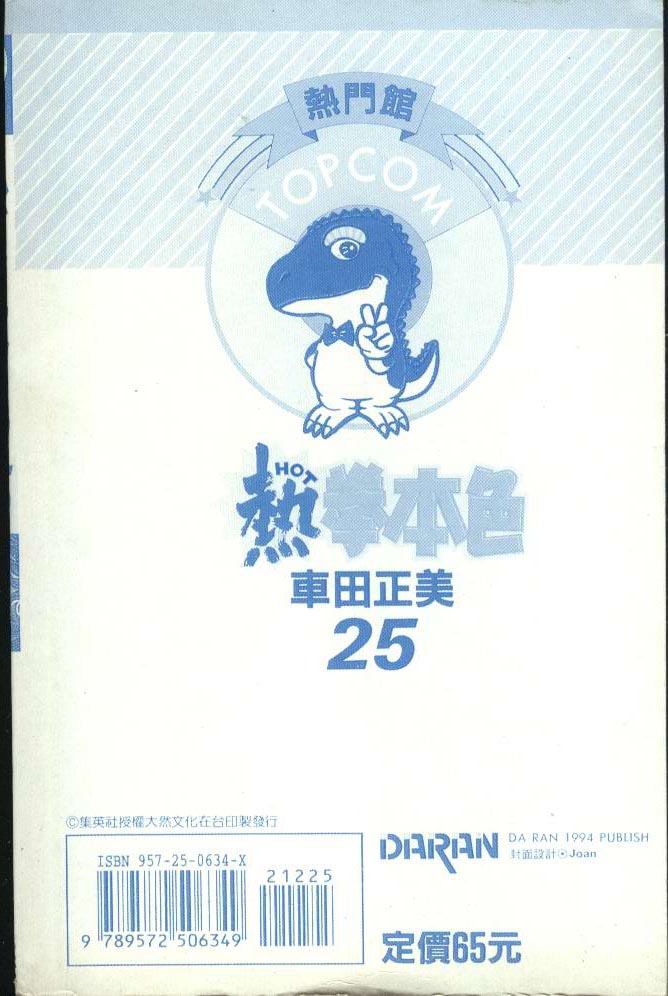 熱門館
TOPCOM
HOT
熱拳本色
車田正美
25
©集英社授權大然文化在台印製發行
ISBN 957-25-0634-X
21225
9 789572 506349
DARAN
DA RAN 1994 PUBLISH
封面設計⊙Joan
定價65元